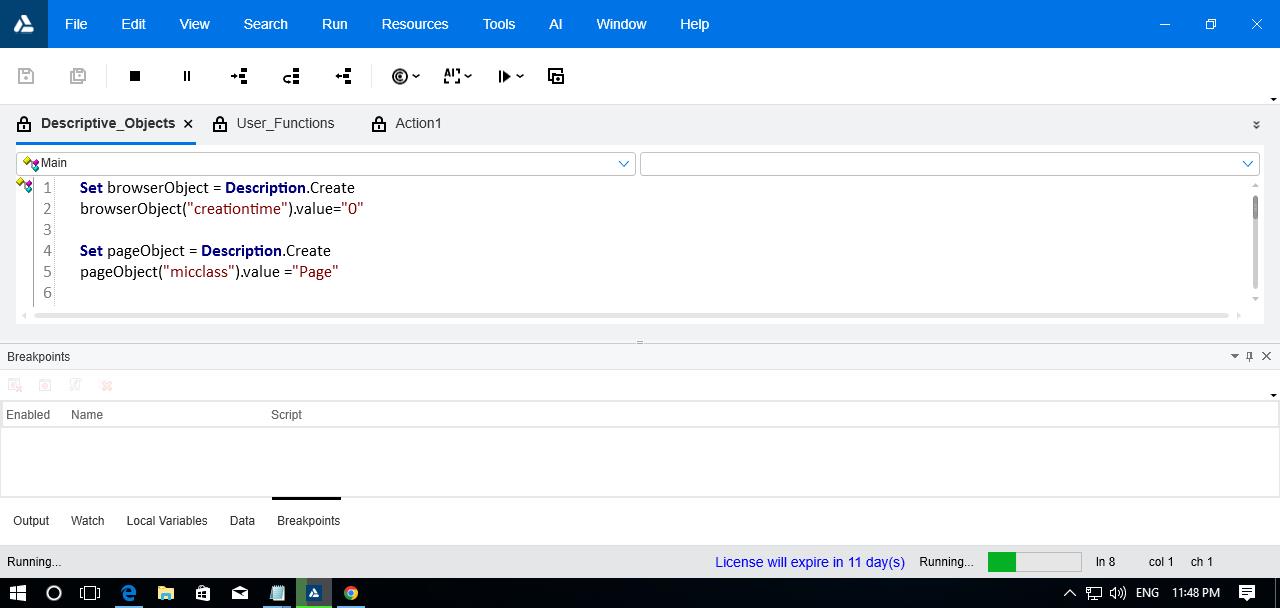 File Edit View Search Run Resources Tools AI Window Help
AI
Descriptive_Objects User_Functions Action1
Main
1 Set browserObject = Description.Create
2 browserObject("creationtime").value="0"
3
4 Set pageObject = Description.Create
5 pageObject("micclass").value ="Page"
6
Breakpoints
Enabled Name Script
Output Watch Local Variables Data Breakpoints
Running... License will expire in 11 day(s) Running... ln 8 col 1 ch 1
ENG 11:48 PM